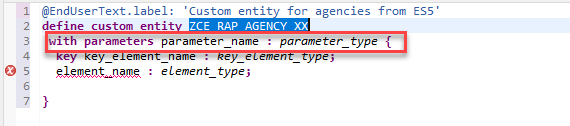 1 @EndUserText.label: 'Custom entity for agencies from ES5'
2 define custom entity ZCE_RAP_AGENCY_XX
3 with parameters parameter_name : parameter_type {
4 key key_element_name : key_element_type;
5 element_name : element_type;
6
7 }